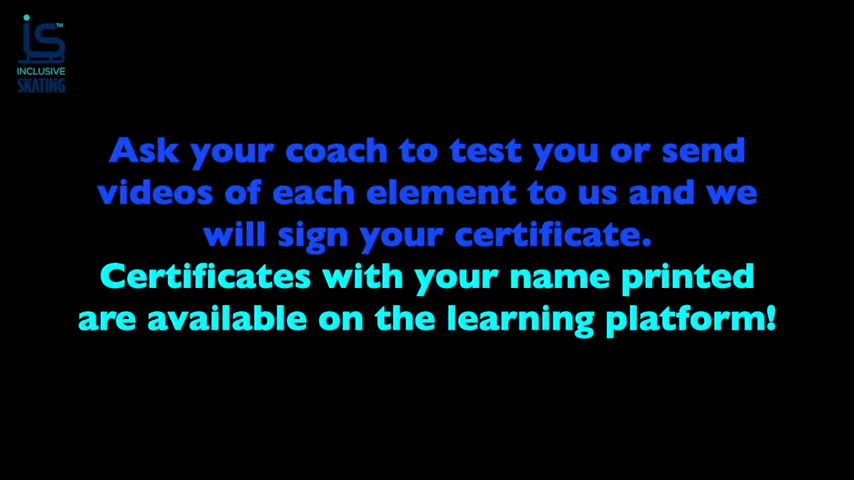 is™
INCLUSIVE
SKATING
Ask your coach to test you or send
videos of each element to us and we
will sign your certificate.
Certificates with your name printed
are available on the learning platform!